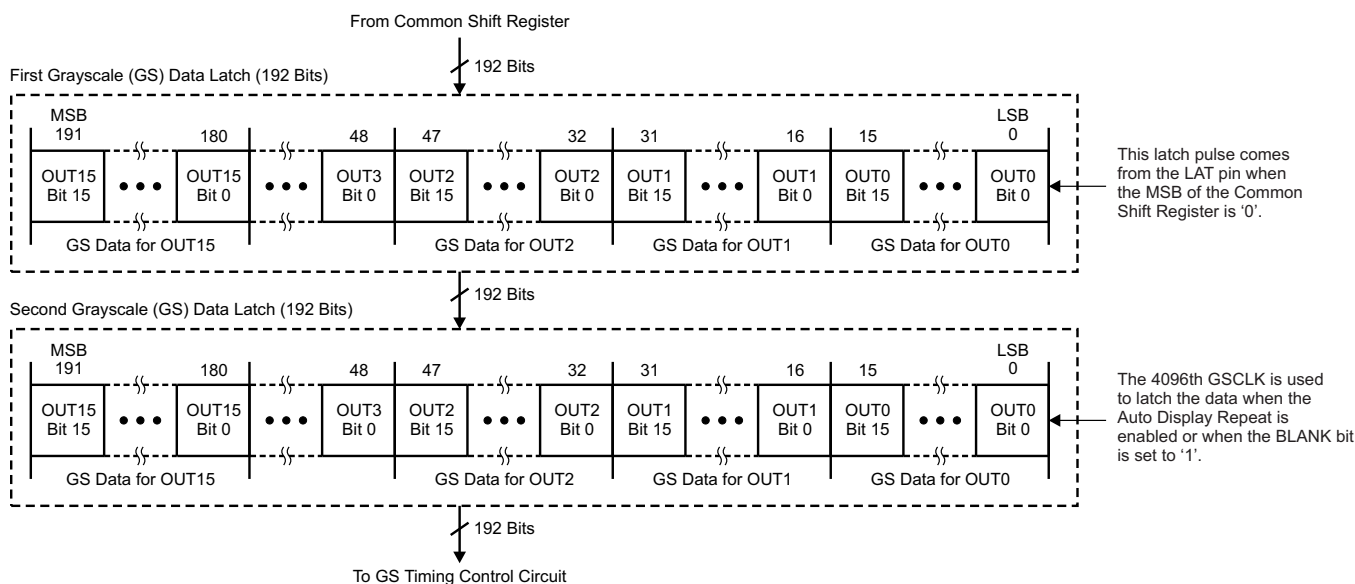 From Common Shift Register
192 Bits
First Grayscale (GS) Data Latch (192 Bits)
MSB LSB
191 180 48 47 32 31 16 15 0
OUT15 OUT15 OUT3 OUT2 OUT2 OUT1 OUT1 OUT0 OUT0
Bit 15 Bit 0 Bit 0 Bit 15 Bit 0 Bit 15 Bit 0 Bit 15 Bit 0
GS Data for OUT15 GS Data for OUT2 GS Data for OUT1 GS Data for OUT0
This latch pulse comes
from the LAT pin when
the MSB of the Common
Shift Register is ‘0’.
192 Bits
Second Grayscale (GS) Data Latch (192 Bits)
MSB LSB
191 180 48 47 32 31 16 15 0
OUT15 OUT15 OUT3 OUT2 OUT2 OUT1 OUT1 OUT0 OUT0
Bit 15 Bit 0 Bit 0 Bit 15 Bit 0 Bit 15 Bit 0 Bit 15 Bit 0
GS Data for OUT15 GS Data for OUT2 GS Data for OUT1 GS Data for OUT0
The 4096th GSCLK is used
to latch the data when the
Auto Display Repeat is
enabled or when the BLANK bit
is set to ‘1’.
192 Bits
To GS Timing Control Circuit